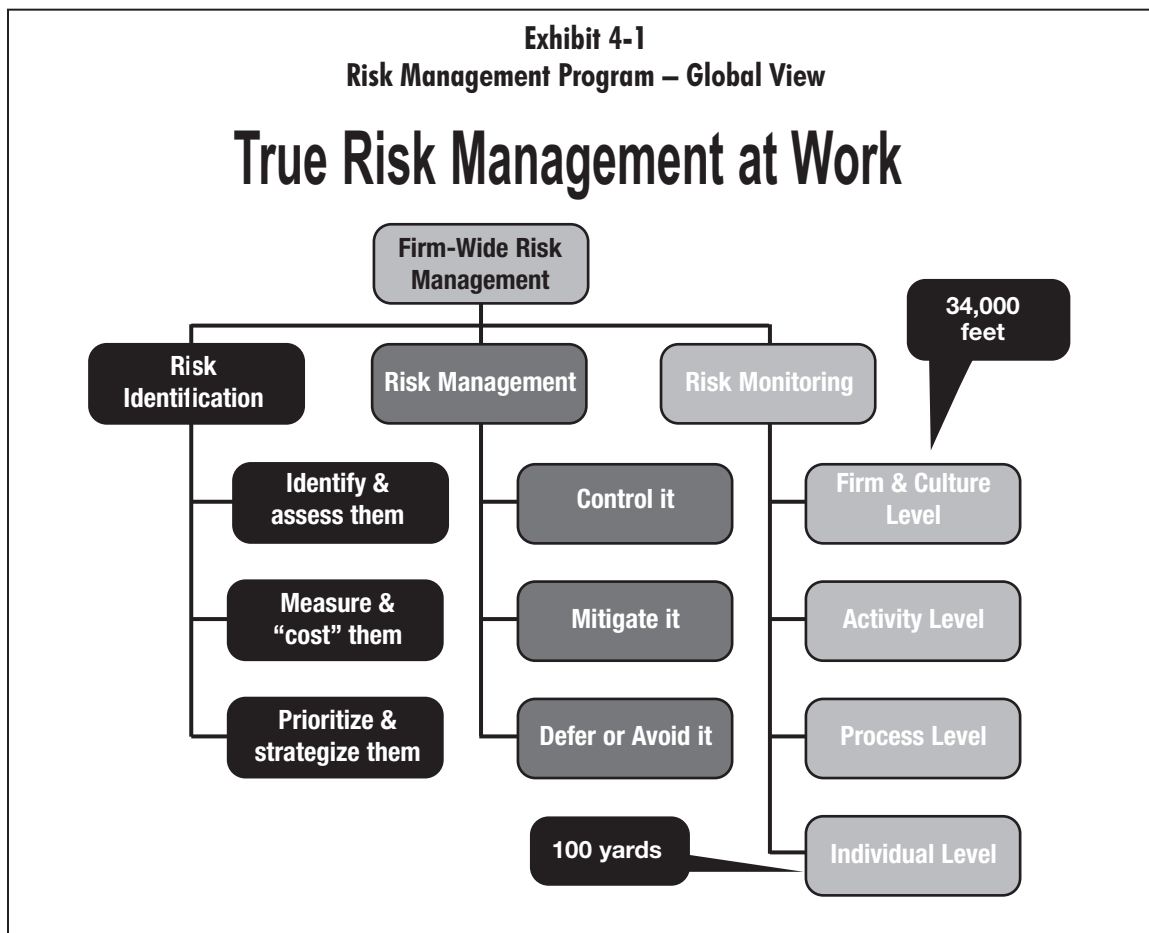 Exhibit 4-1
Risk Management Program – Global View
True Risk Management at Work
Firm-Wide Risk
Management
34,000
feet
Risk
Identification
Risk Management
Risk Monitoring
Identify &
assess them
Control it
Firm & Culture
Level
Measure &
“cost” them
Mitigate it
Activity Level
Prioritize &
strategize them
Defer or Avoid it
Process Level
100 yards
Individual Level